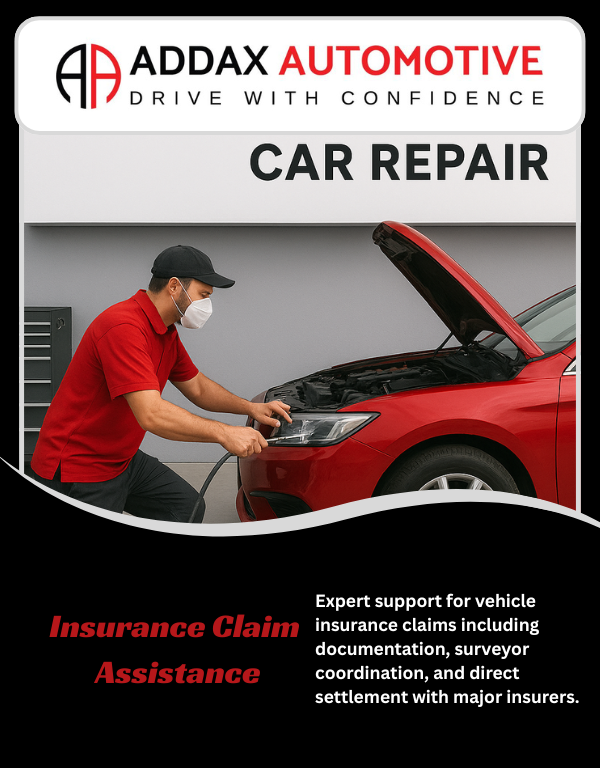 ADDAX AUTOMOTIVE
DRIVE WITH CONFIDENCE
CAR REPAIR
Insurance Claim
Assistance
Expert support for vehicle
insurance claims including
documentation, surveyor
coordination, and direct
settlement with major insurers.